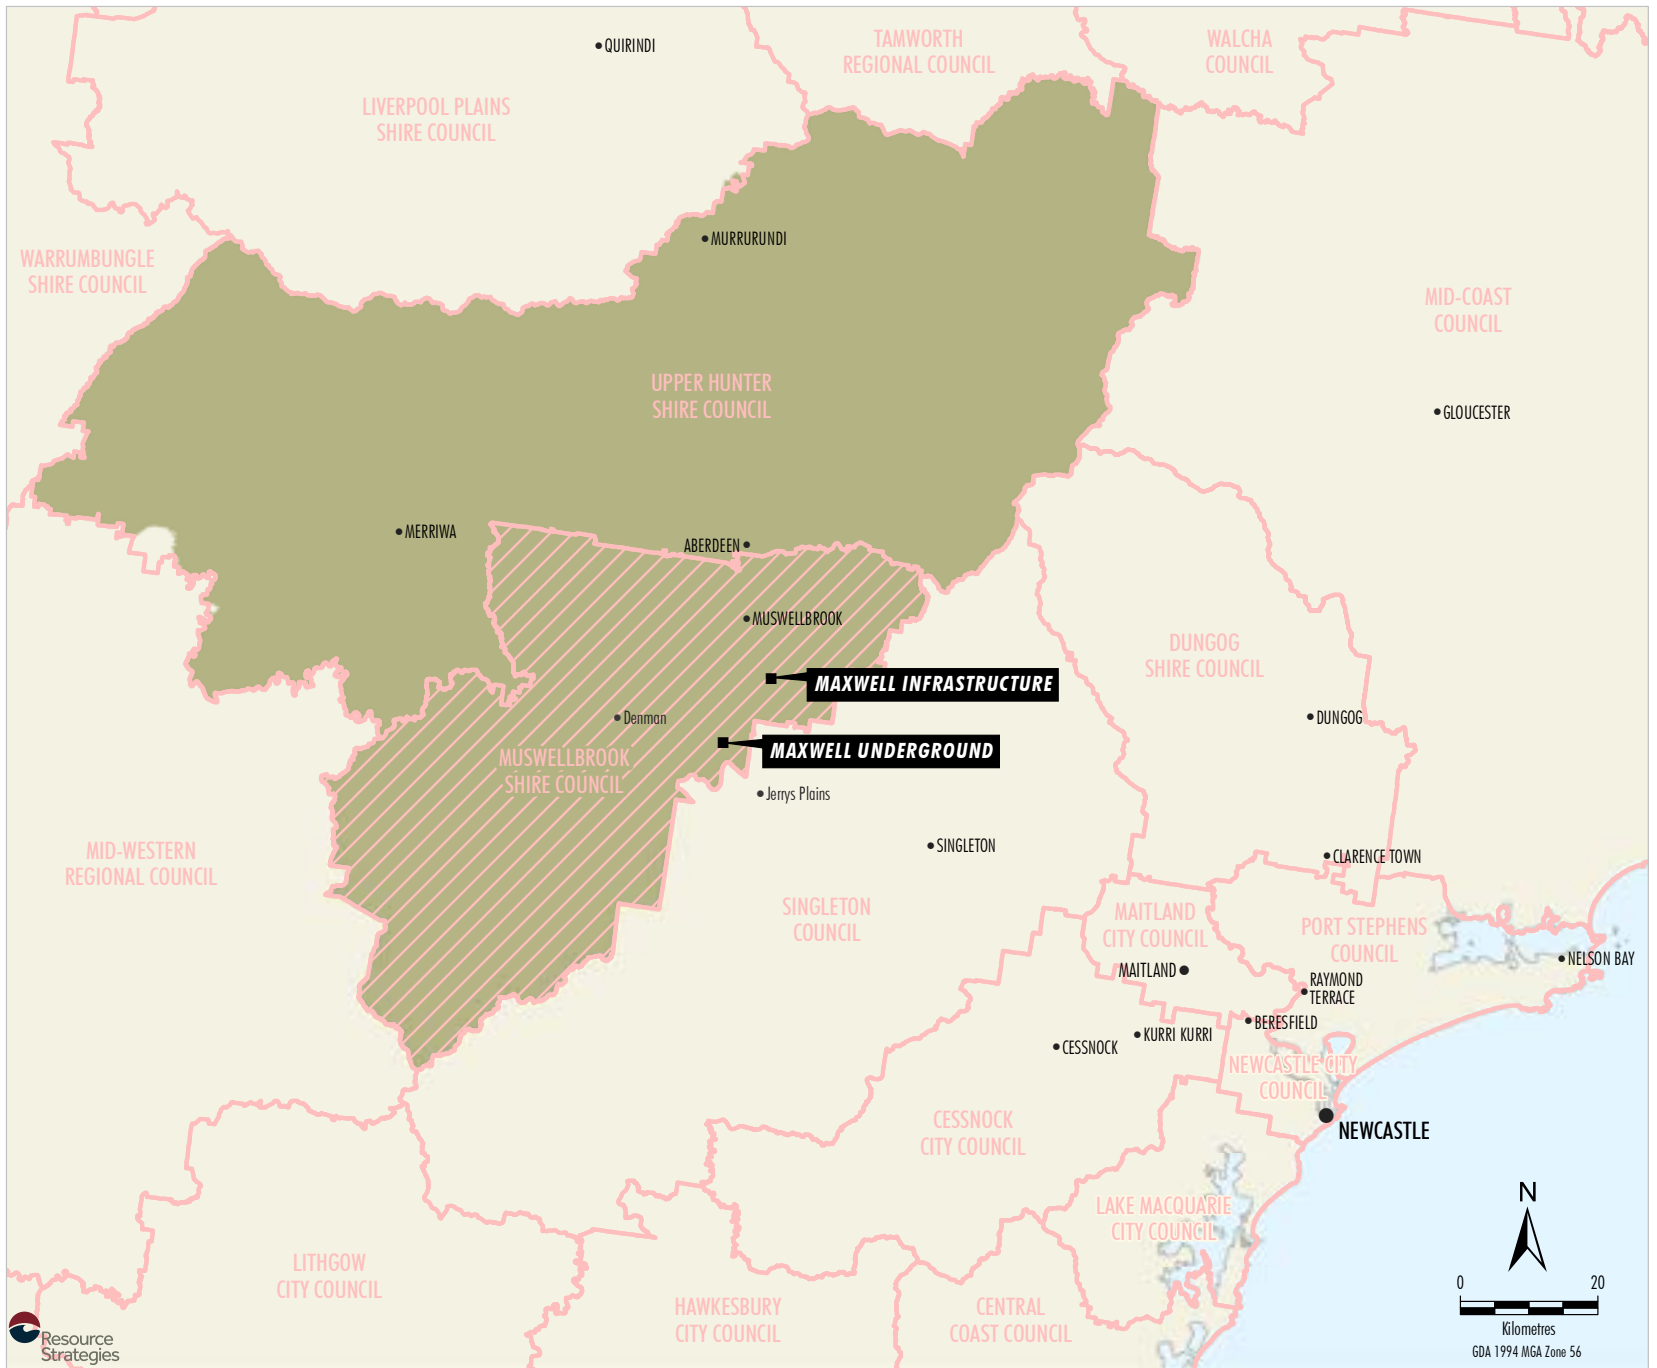 QUIRINDI
TAMWORTH
REGIONAL COUNCIL
WALCHA
COUNCIL
LIVERPOOL PLAINS
SHIRE COUNCIL
MURRURUNDI
WARRUMBUNGLE
SHIRE COUNCIL
MID-COAST
COUNCIL
UPPER HUNTER
SHIRE COUNCIL
GLOUCESTER
MERRIWA
ABERDEEN
MUSWELLBROOK
DUNGOG
SHIRE COUNCIL
MAXWELL INFRASTRUCTURE
Denman
DUNGOG
MAXWELL UNDERGROUND
MUSWELLBROOK
SHIRE COUNCIL
Jerrys Plains
SINGLETON
CLARENCE TOWN
MID-WESTERN
REGIONAL COUNCIL
SINGLETON
COUNCIL
MAITLAND
CITY COUNCIL
PORT STEPHENS
COUNCIL
NELSON BAY
MAITLAND
RAYMOND
TERRACE
BERESFIELD
KURRI KURRI
CESSNOCK
NEWCASTLE CITY
COUNCIL
CESSNOCK
CITY COUNCIL
NEWCASTLE
LAKE MACQUARIE
CITY COUNCIL
N
LITHGOW
CITY COUNCIL
0 20
Kilometres
GDA 1994 MGA Zone 56
HAWKESBURY
CITY COUNCIL
CENTRAL
COAST COUNCIL
Resource
Strategies